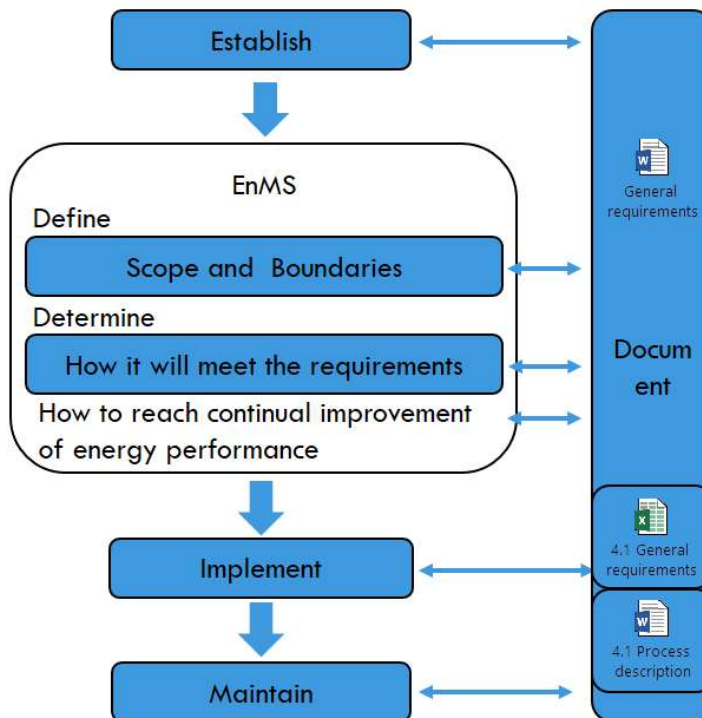 Establish
EnMS
Define
Scope and Boundaries
Determine
How it will meet the requirements
How to reach continual improvement
of energy performance
Implement
Maintain
W
General
requirements
Docum
ent
X
4.1 General
requirements
W
4.1 Process
description